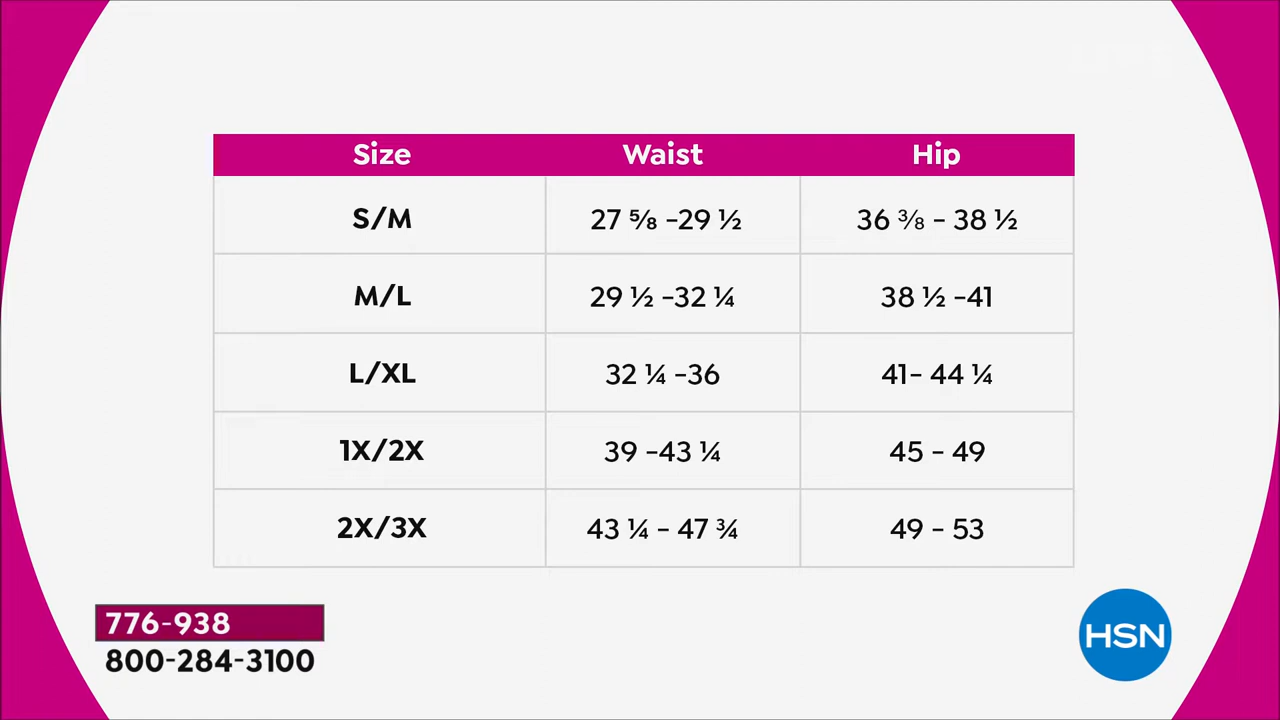 Size Waist Hip
S/M 27 ⅝ –29 ½ 36 ⅜ – 38 ½
M/L 29 ½ –32 ¼ 38 ½ –41
L/XL 32 ¼ –36 41– 44 ¼
1X/2X 39 –43 ¼ 45 – 49
2X/3X 43 ¼ – 47 ¾ 49 – 53
776-938
800-284-3100
HSN